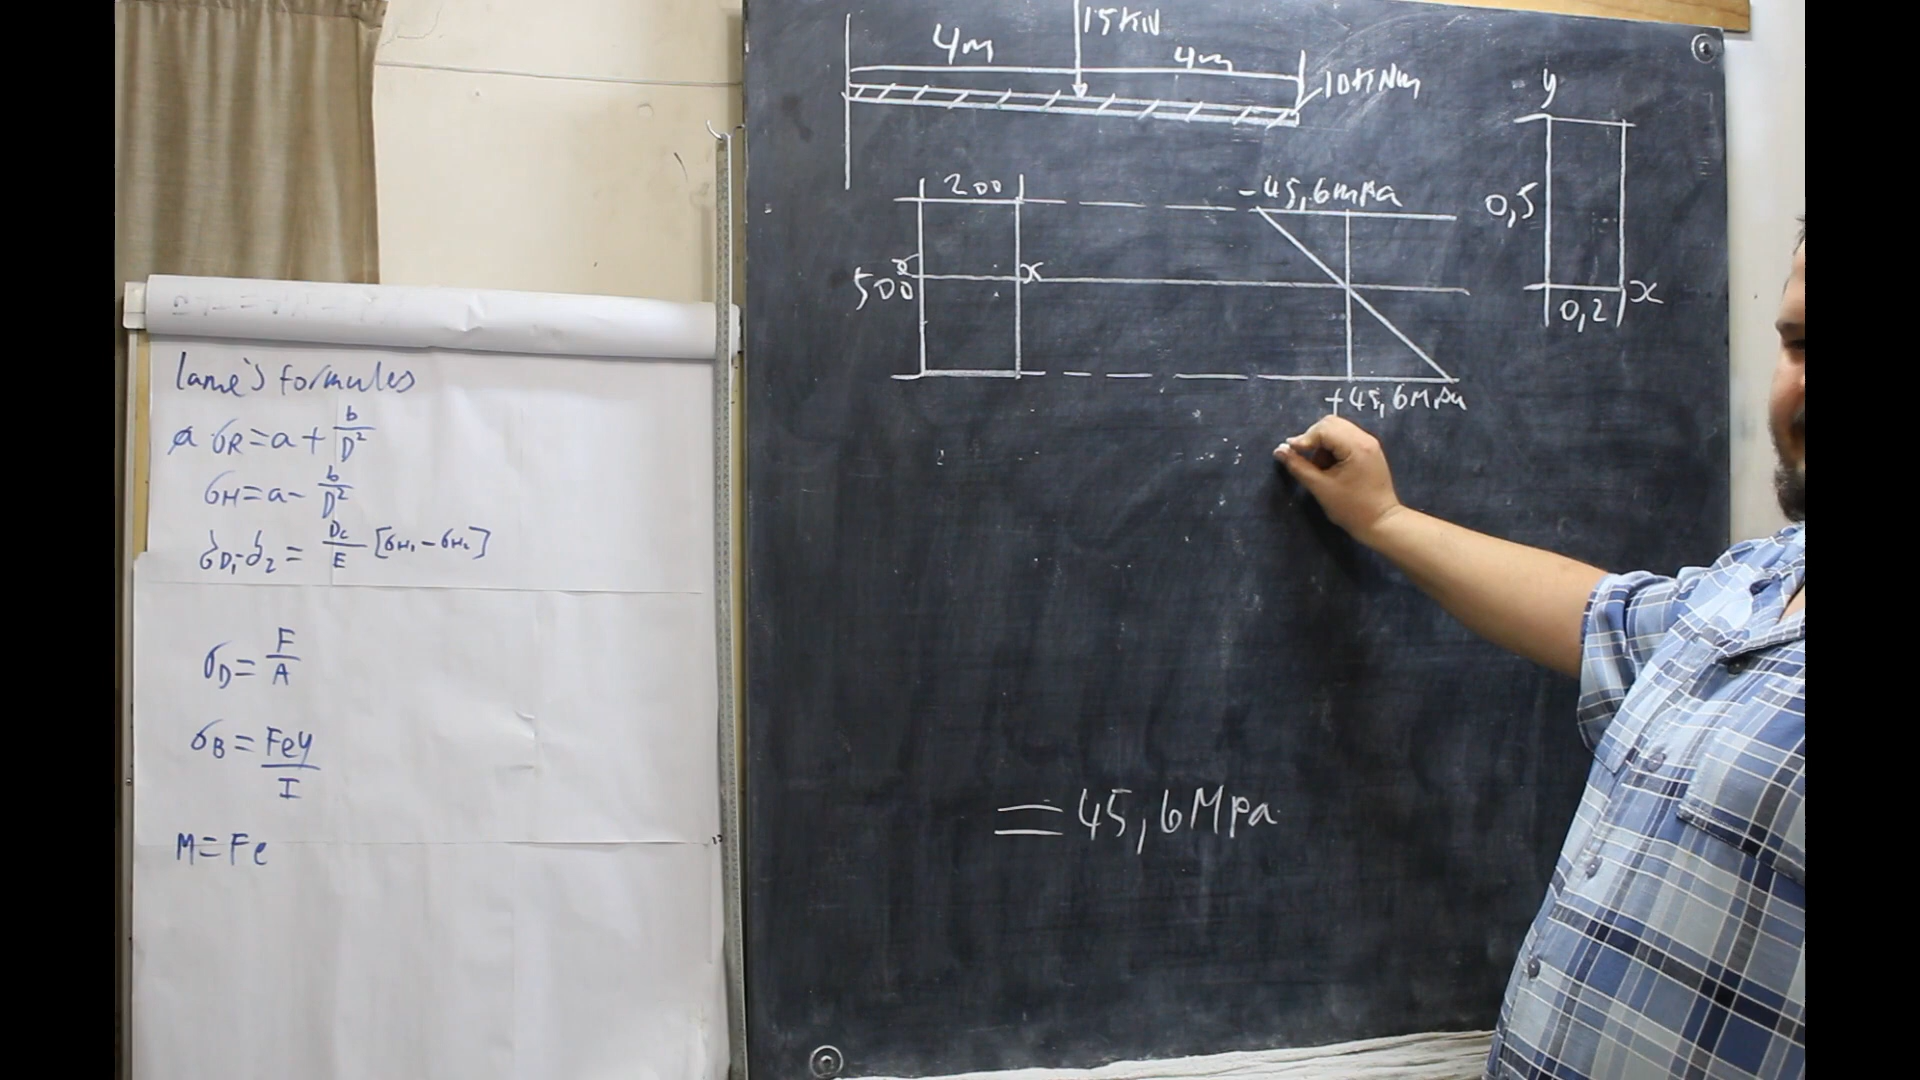 lame's formules
a σR = a + b/D²
σH = a - b/D²
δD₁ - d₂ = Dc/E [σH₁ - σH₂]
σD = F/A
σB = Fey/I
M = Fe
4m
15KN
4m
10KNm
200
500
x
-45,6mPa
+45,6MPa
y
0,5
0,2
x
= 45,6MPa